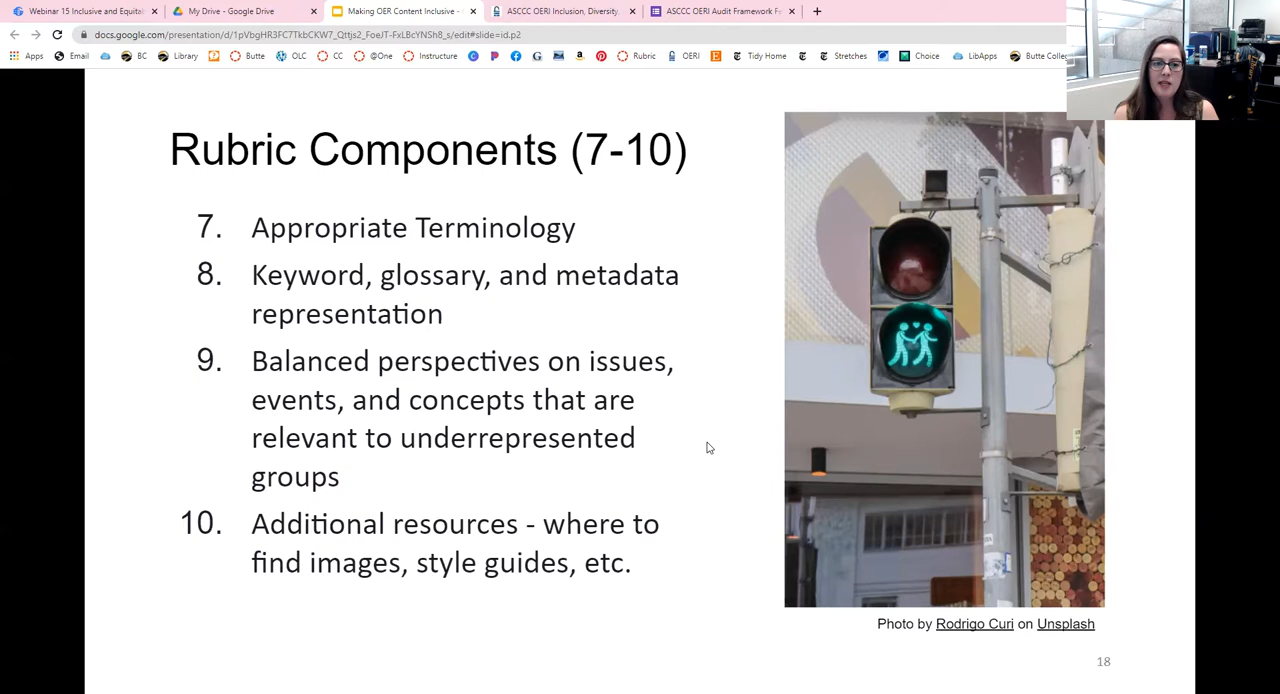 Webinar 15 Inclusive and Equita
My Drive - Google Drive
Making OER Content Inclusive -
ASCCC OERI Inclusion, Diversity,
ASCCC OERI Audit Framework Fa
docs.google.com/presentation/d/1pVbgHR3FC7TkbCKW7_Qttjs2_FoeJT-FxLBcYNSh8_s/edit#slide=id.p2
Apps Email BC Library Butte OLC CC @One Instructure Rubric OERI Tidy Home Stretches Choice LibApps Butte Colleg
Rubric Components (7-10)
7. Appropriate Terminology
8. Keyword, glossary, and metadata
representation
9. Balanced perspectives on issues,
events, and concepts that are
relevant to underrepresented
groups
10. Additional resources - where to
find images, style guides, etc.
Photo by Rodrigo Curi on Unsplash
18